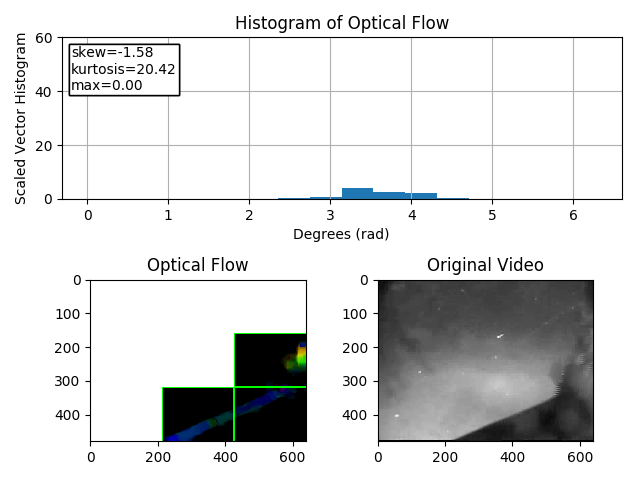 Histogram of Optical Flow
Scaled Vector Histogram
60
40
20
0
skew=-1.58
kurtosis=20.42
max=0.00
0 1 2 3 4 5 6
Degrees (rad)
Optical Flow
0
100
200
300
400
0 200 400 600
Original Video
0
100
200
300
400
0 200 400 600